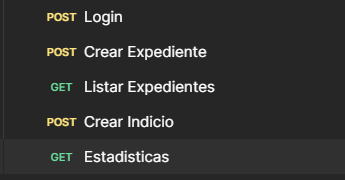 POST Login
POST Crear Expediente
GET Listar Expedientes
POST Crear Indicio
GET Estadisticas